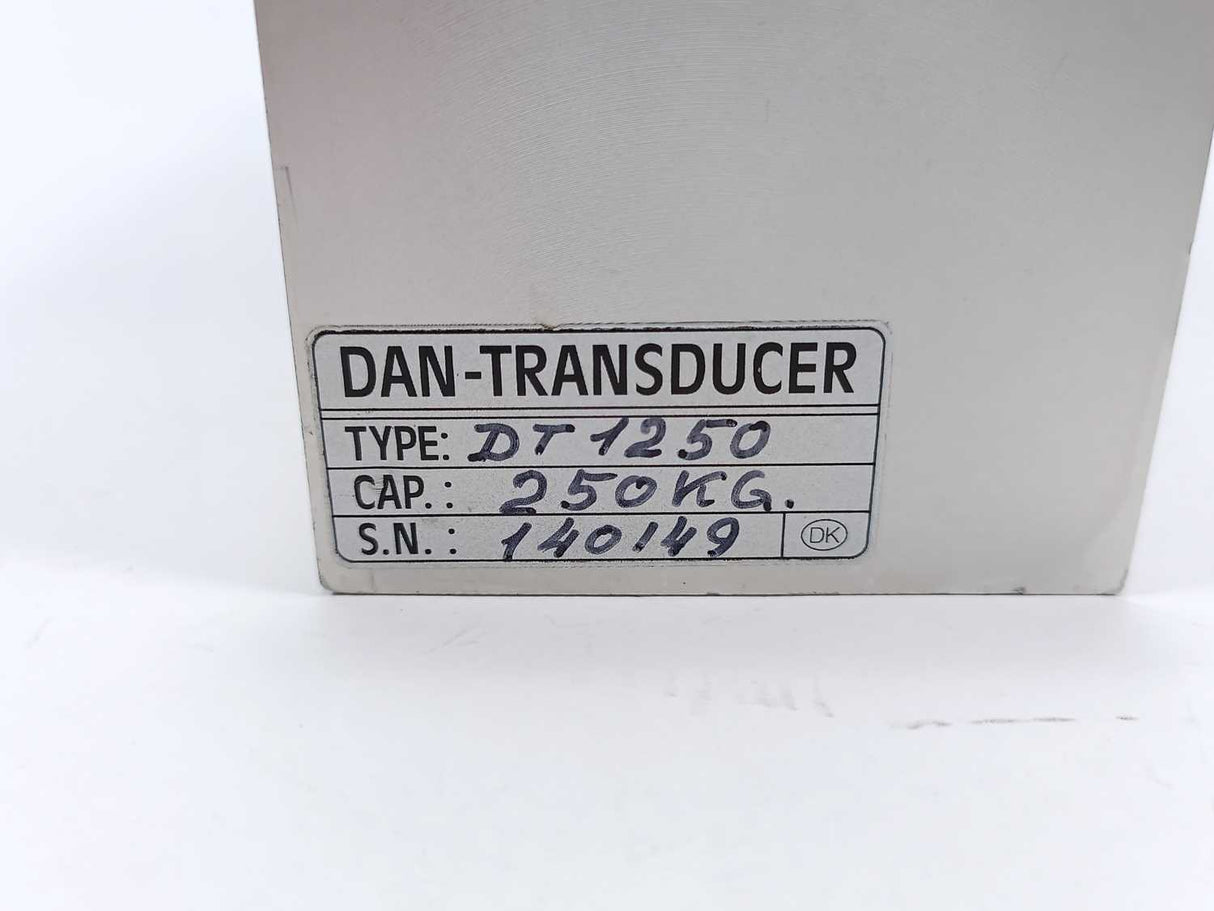 DAN-TRANSDUCER
TYPE: DT 1250
CAP.: 250KG.
S.N.: 140149 DK